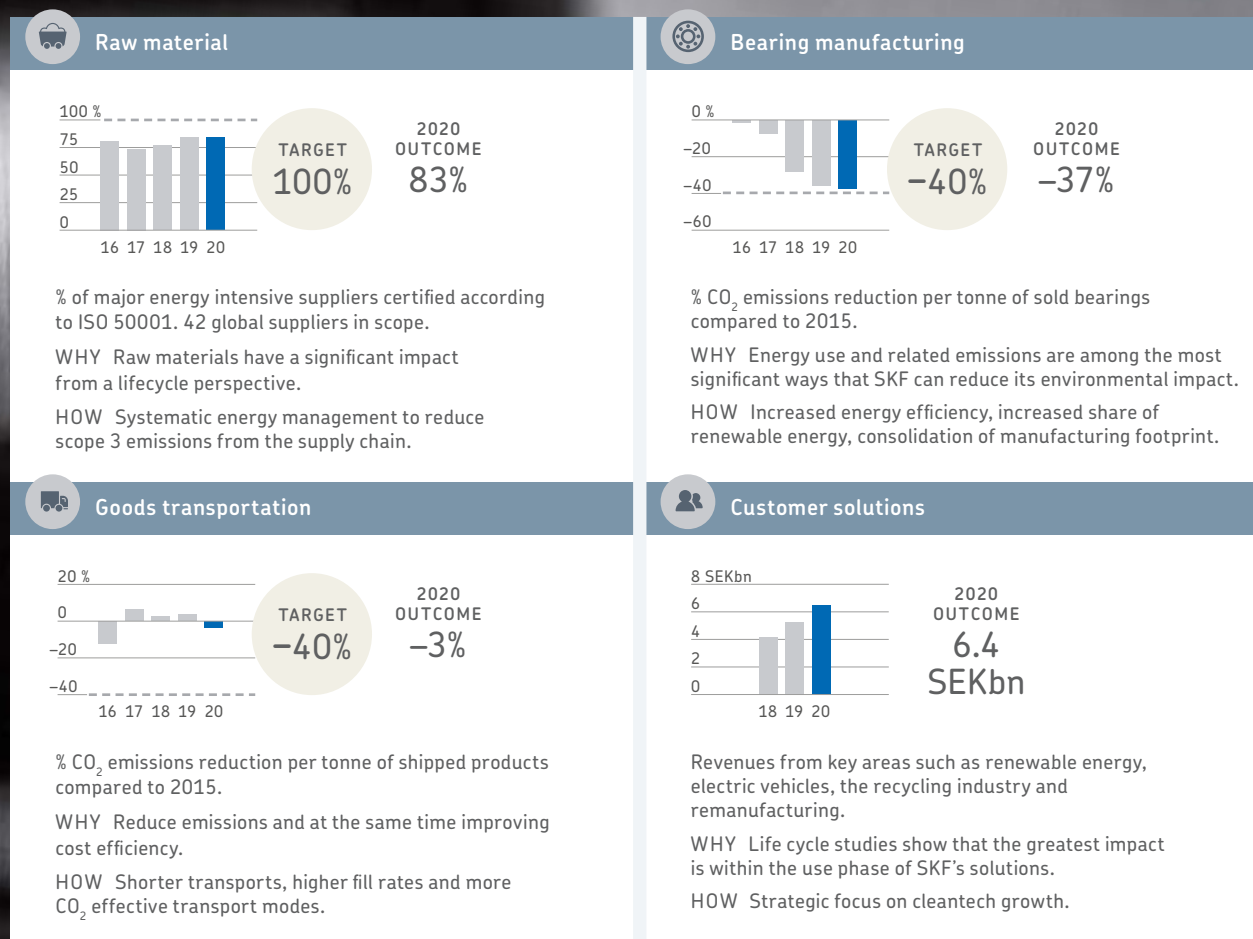 Raw material
100 %
75
50
25
0
16 17 18 19 20
TARGET
100%
2020
OUTCOME
83%
% of major energy intensive suppliers certified according
to ISO 50001. 42 global suppliers in scope.
WHY Raw materials have a significant impact
from a lifecycle perspective.
HOW Systematic energy management to reduce
scope 3 emissions from the supply chain.
Bearing manufacturing
0 %
−20
−40
−60
16 17 18 19 20
TARGET
−40%
2020
OUTCOME
−37%
% CO₂ emissions reduction per tonne of sold bearings
compared to 2015.
WHY Energy use and related emissions are among the most
significant ways that SKF can reduce its environmental impact.
HOW Increased energy efficiency, increased share of
renewable energy, consolidation of manufacturing footprint.
Goods transportation
20 %
0
−20
−40
16 17 18 19 20
TARGET
−40%
2020
OUTCOME
−3%
% CO₂ emissions reduction per tonne of shipped products
compared to 2015.
WHY Reduce emissions and at the same time improving
cost efficiency.
HOW Shorter transports, higher fill rates and more
CO₂ effective transport modes.
Customer solutions
8 SEKbn
6
4
2
0
18 19 20
2020
OUTCOME
6.4
SEKbn
Revenues from key areas such as renewable energy,
electric vehicles, the recycling industry and
remanufacturing.
WHY Life cycle studies show that the greatest impact
is within the use phase of SKF's solutions.
HOW Strategic focus on cleantech growth.